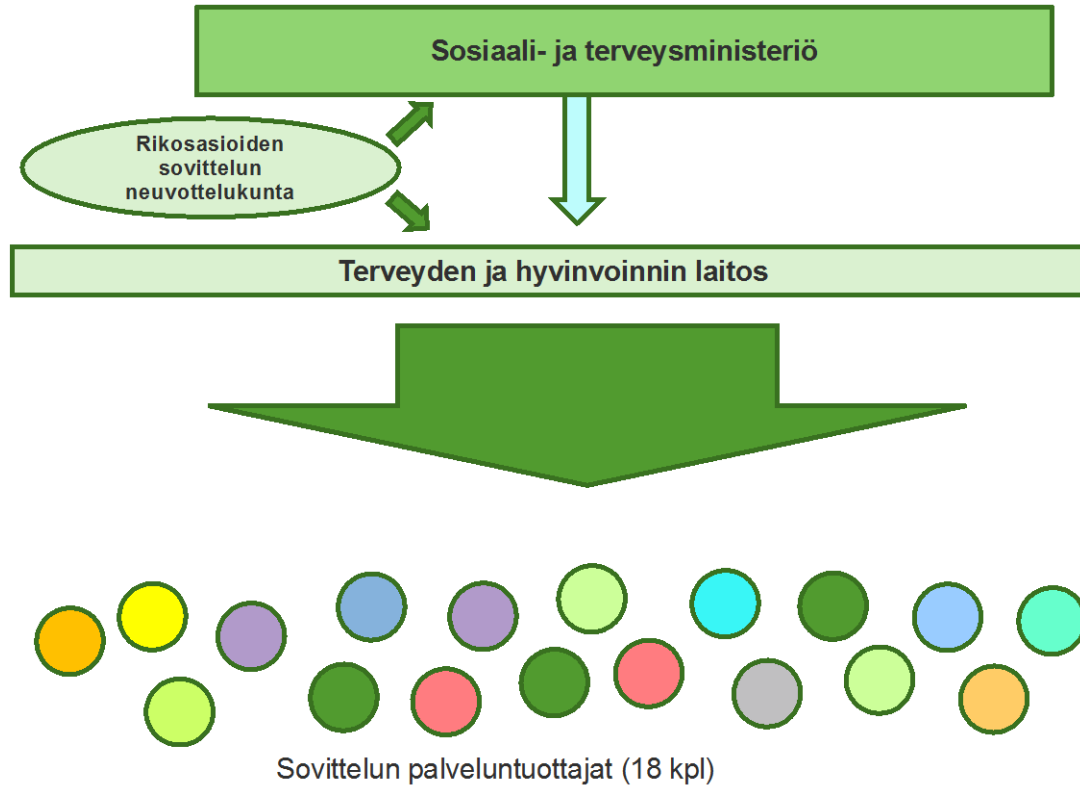 Sosiaali- ja terveysministeriö
Rikosasioiden
sovittelun
neuvottelukunta
Terveyden ja hyvinvoinnin laitos
Sovittelun palveluntuottajat (18 kpl)